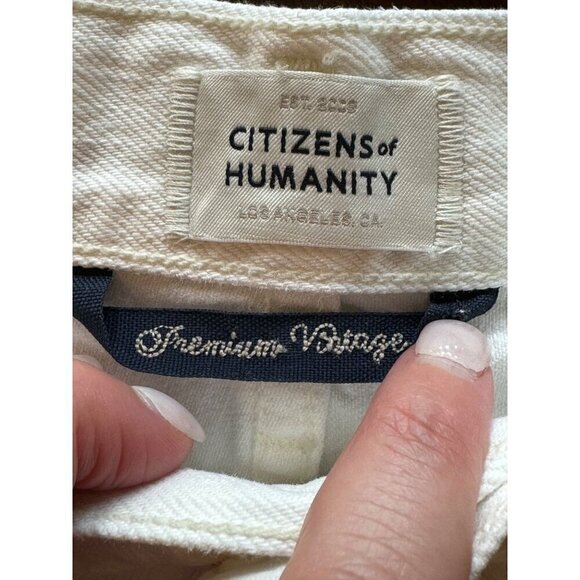 EST. 2003
CITIZENS of
HUMANITY
LOS ANGELES, CA.
Premium Vintage